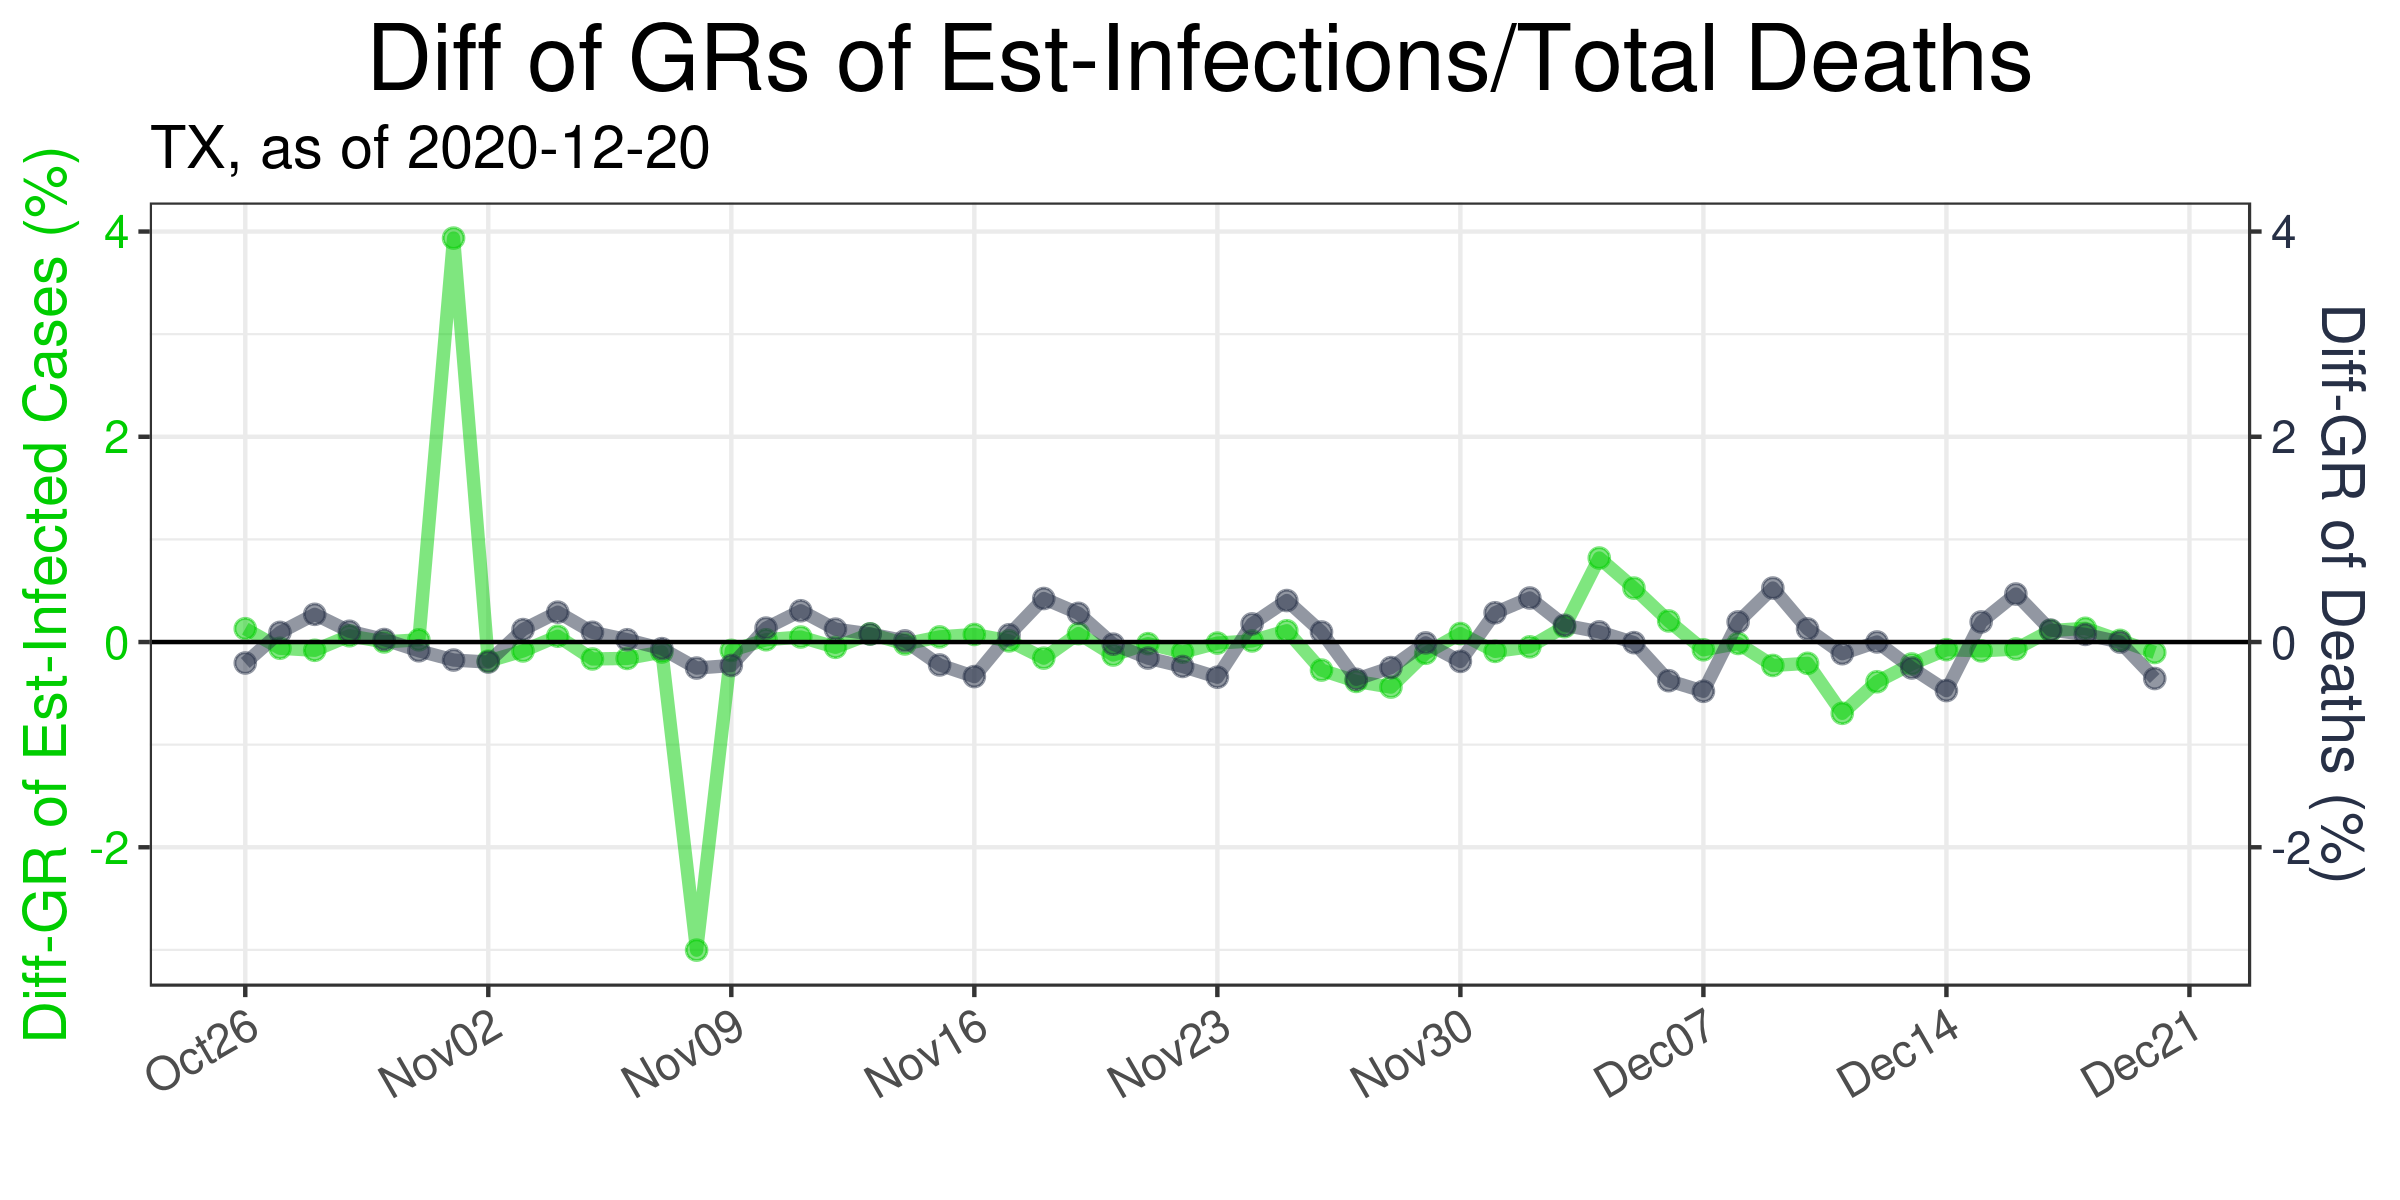 Diff of GRs of Est-Infections/Total Deaths
TX, as of 2020-12-20
Diff-GR of Est-Infected Cases (%)
4
2
0
-2
4
2
0
-2
Diff-GR of Deaths (%)
Oct26
Nov02
Nov09
Nov16
Nov23
Nov30
Dec07
Dec14
Dec21